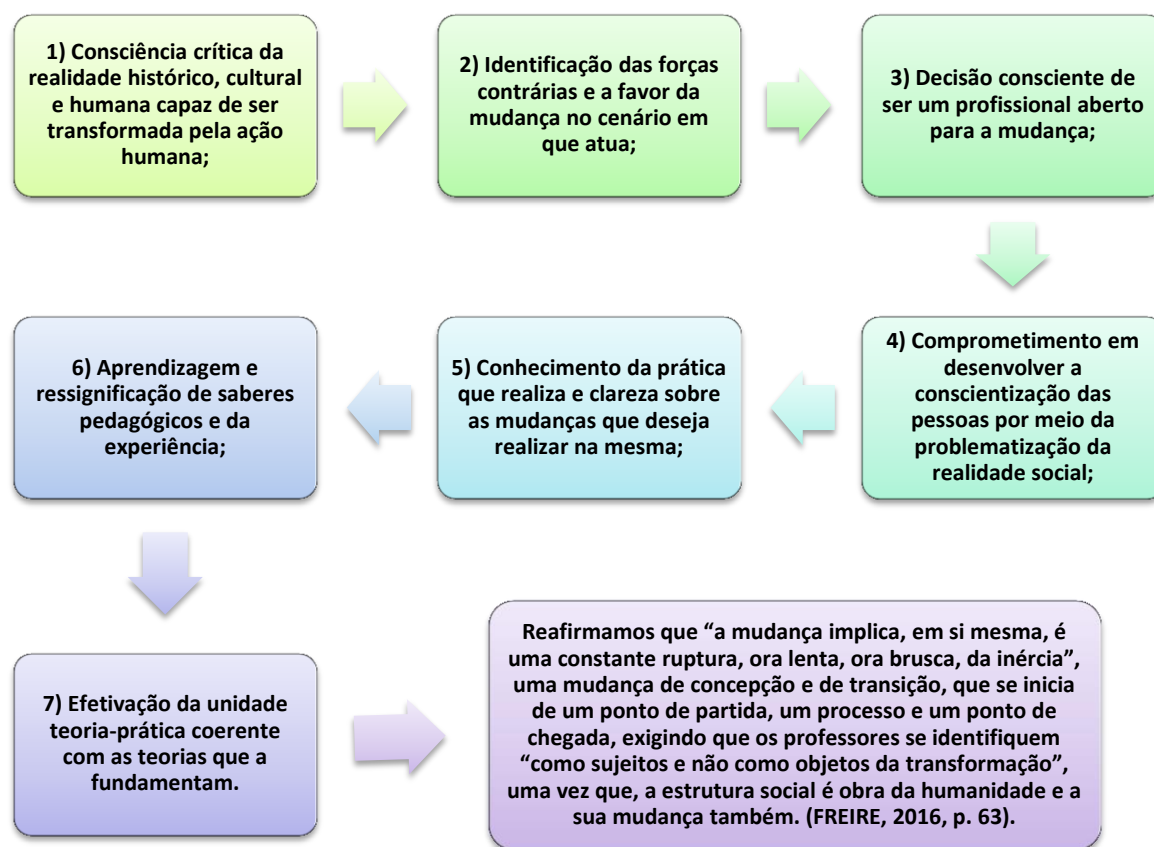 1) Consciência crítica da
realidade histórico, cultural
e humana capaz de ser
transformada pela ação
humana;
2) Identificação das forças
contrárias e a favor da
mudança no cenário em
que atua;
3) Decisão consciente de
ser um profissional aberto
para a mudança;
4) Comprometimento em
desenvolver a
conscientização das
pessoas por meio da
problematização da
realidade social;
5) Conhecimento da prática
que realiza e clareza sobre
as mudanças que deseja
realizar na mesma;
6) Aprendizagem e
ressignificação de saberes
pedagógicos e da
experiência;
7) Efetivação da unidade
teoria-prática coerente
com as teorias que a
fundamentam.
Reafirmamos que “a mudança implica, em si mesma, é
uma constante ruptura, ora lenta, ora brusca, da inércia”,
uma mudança de concepção e de transição, que se inicia
de um ponto de partida, um processo e um ponto de
chegada, exigindo que os professores se identifiquem
“como sujeitos e não como objetos da transformação”,
uma vez que, a estrutura social é obra da humanidade e a
sua mudança também. (FREIRE, 2016, p. 63).